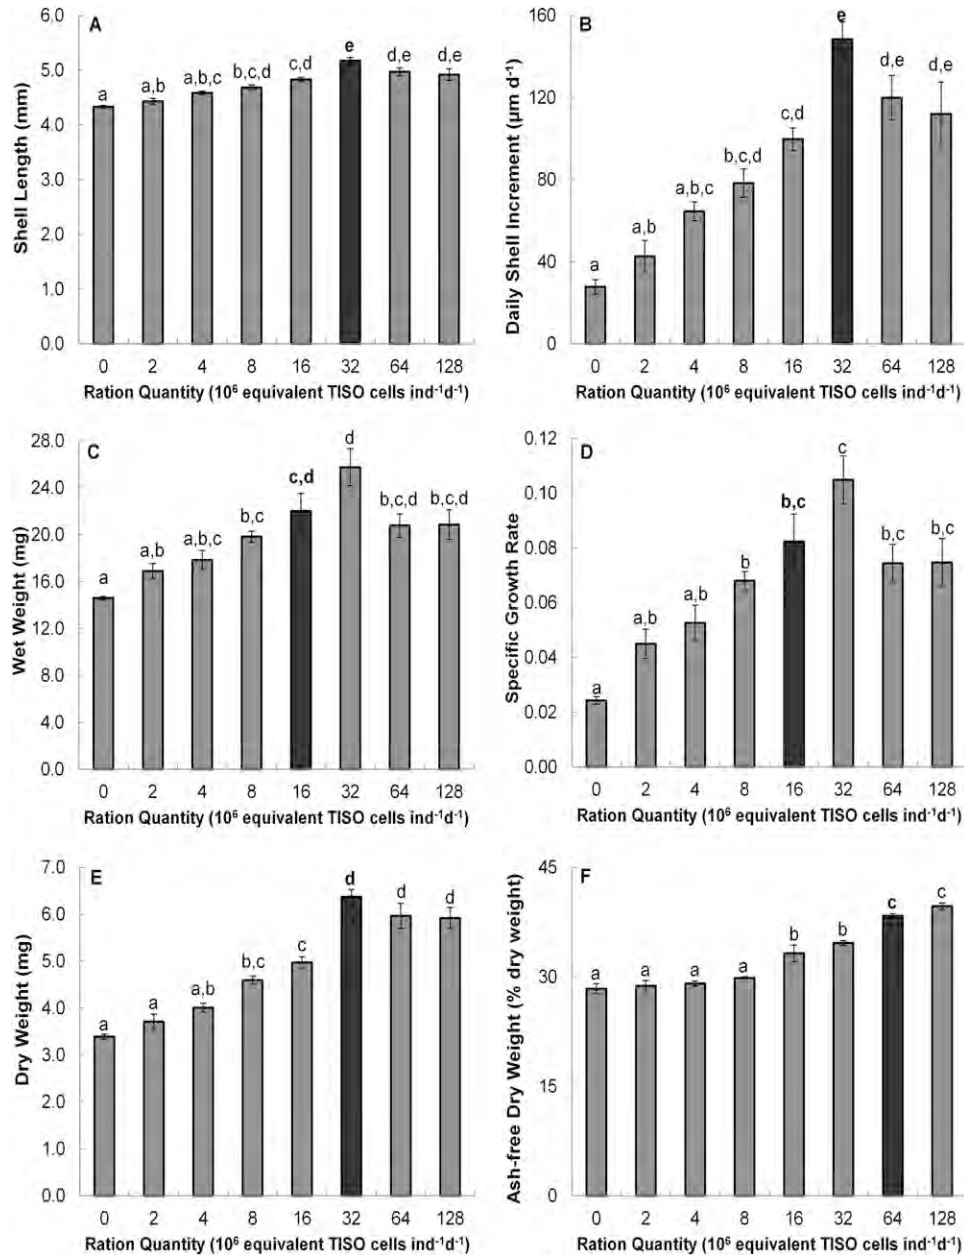 A
Shell Length (mm)
6.0
5.0
4.0
3.0
2.0
1.0
0.0
a
a,b
a,b,c
b,c,d
c,d
e
d,e
d,e
0 2 4 8 16 32 64 128
Ration Quantity (10⁶ equivalent TISO cells ind⁻¹d⁻¹)
B
Daily Shell Increment (µm d⁻¹)
160
120
80
40
0
a
a,b
a,b,c
b,c,d
c,d
e
d,e
d,e
0 2 4 8 16 32 64 128
Ration Quantity (10⁶ equivalent TISO cells ind⁻¹d⁻¹)
C
Wet Weight (mg)
28.0
24.0
20.0
16.0
12.0
8.0
4.0
0.0
a
a,b
a,b,c
b,c
c,d
d
b,c,d
b,c,d
0 2 4 8 16 32 64 128
Ration Quantity (10⁶ equivalent TISO cells ind⁻¹d⁻¹)
D
Specific Growth Rate
0.12
0.10
0.08
0.06
0.04
0.02
0.00
a
a,b
a,b
b
b,c
c
b,c
b,c
0 2 4 8 16 32 64 128
Ration Quantity (10⁶ equivalent TISO cells ind⁻¹d⁻¹)
E
Dry Weight (mg)
7.0
6.0
5.0
4.0
3.0
2.0
1.0
0.0
a
a
a,b
b,c
c
d
d
d
0 2 4 8 16 32 64 128
Ration Quantity (10⁶ equivalent TISO cells ind⁻¹d⁻¹)
F
Ash-free Dry Weight (% dry weight)
45
30
15
0
a
a
a
a
b
b
c
c
0 2 4 8 16 32 64 128
Ration Quantity (10⁶ equivalent TISO cells ind⁻¹d⁻¹)